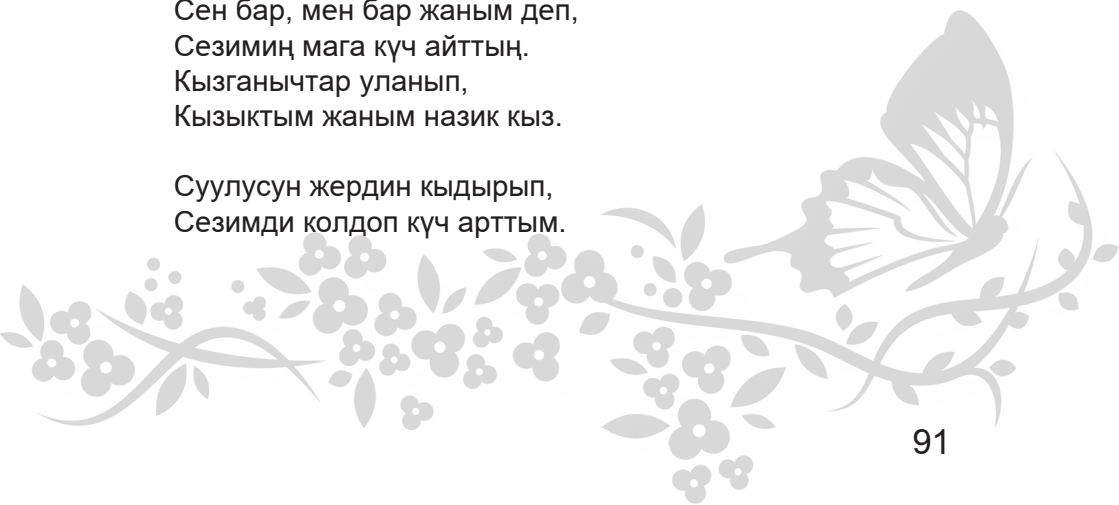 Сен бар, мен бар жаным деп,
Сезимиң мага күч айттың.
Кызганычтар уланып,
Кызыктым жаным назик кыз.
Суулусун жердин кыдырып,
Сезимди колдоп күч арттым.
91